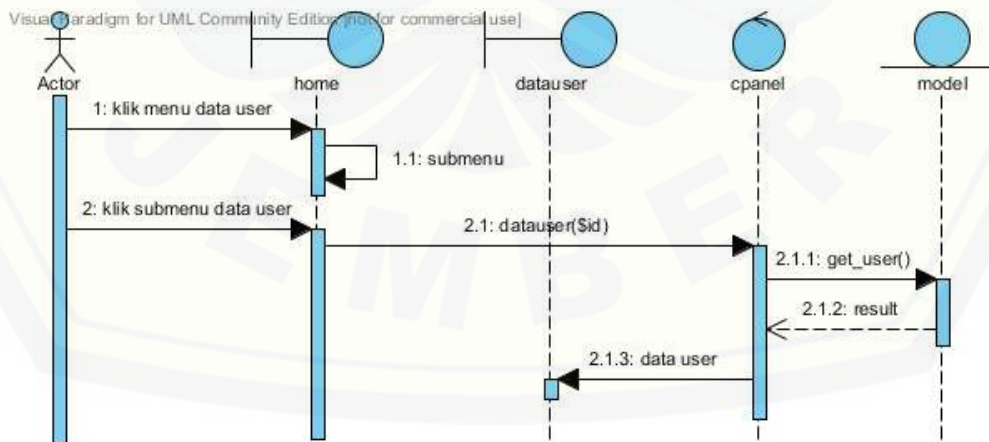 Visual Paradigm for UML Community Edition [not for commercial use]
Actor
home
datauser
cpanel
model
1: klik menu data user
1.1: submenu
2: klik submenu data user
2.1: datauser($id)
2.1.1: get_user()
2.1.2: result
2.1.3: data user
JEMBER